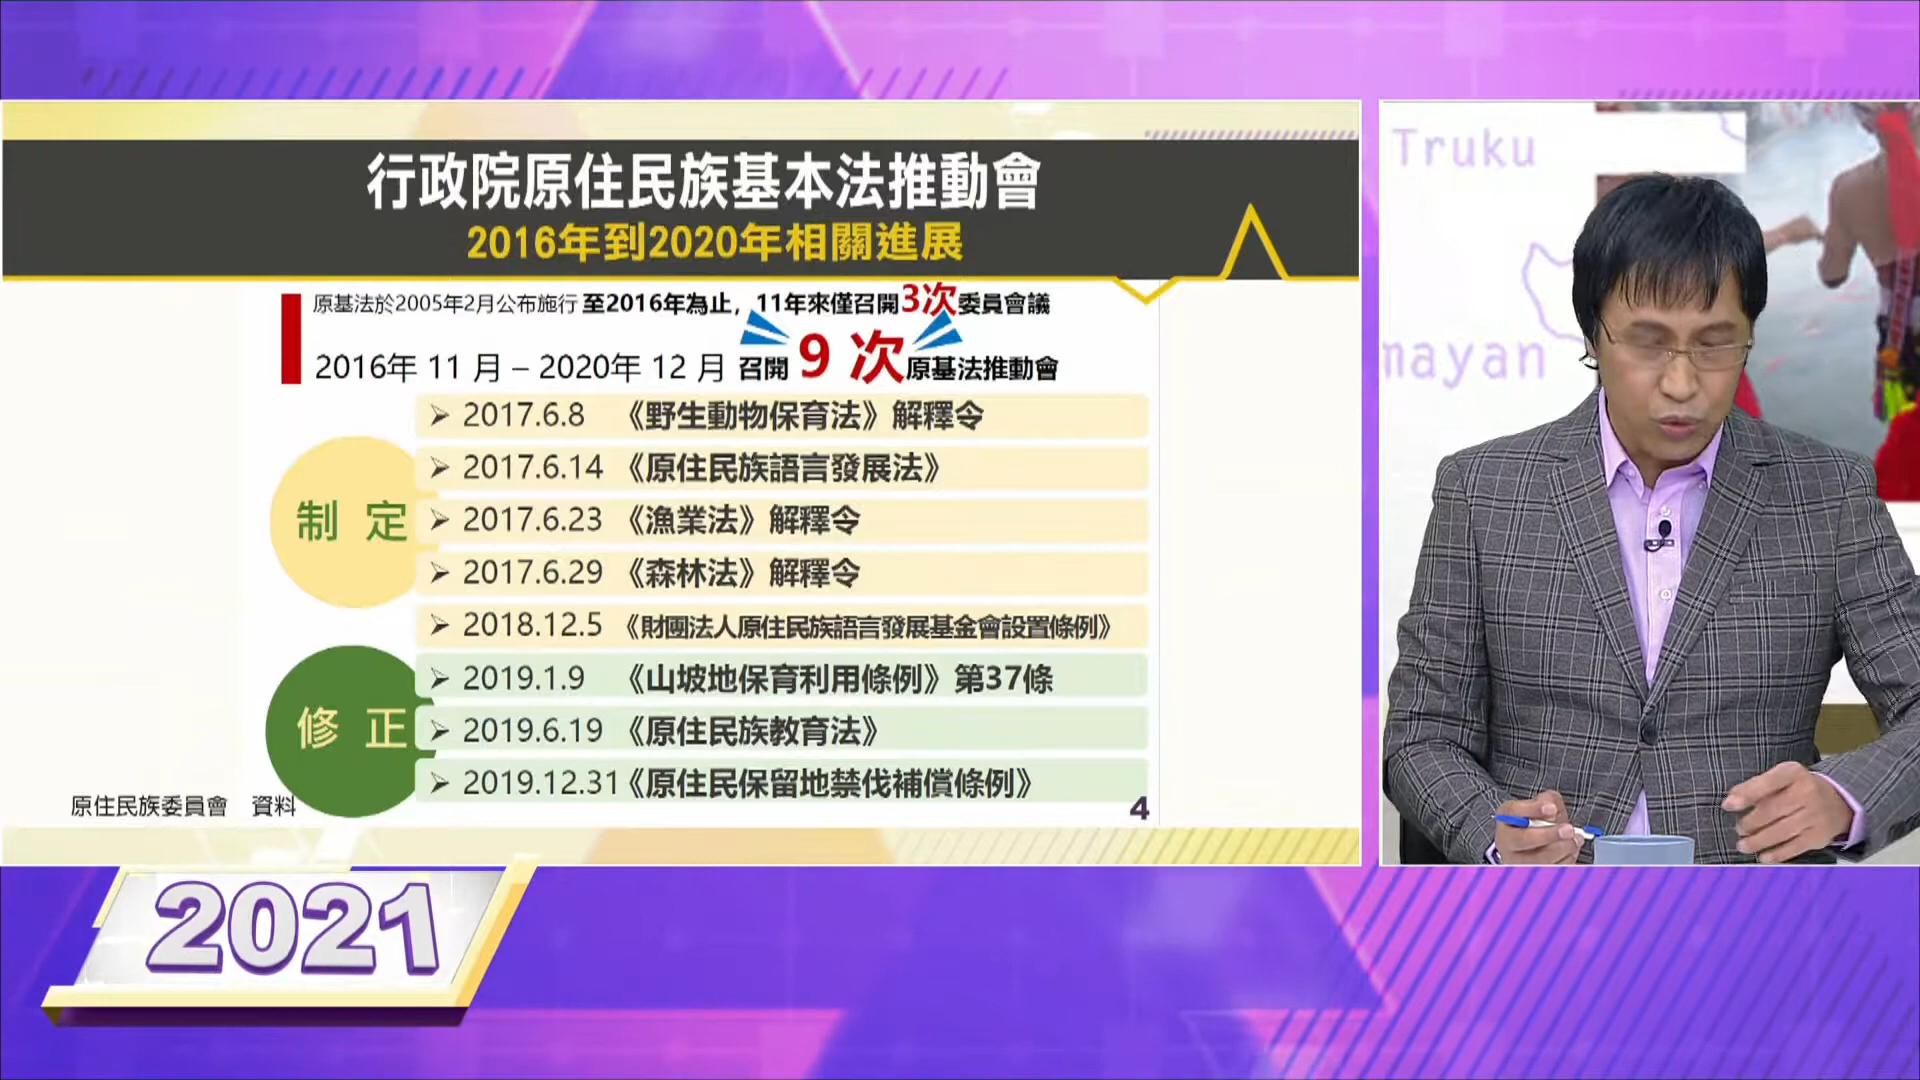 行政院原住民族基本法推動會
2016年到2020年相關進展
原基法於2005年2月公布施行 至2016年為止，11年來僅召開3次委員會議
2016年 11 月 – 2020年 12 月 召開 9 次 原基法推動會
制定
➢ 2017.6.8 《野生動物保育法》解釋令
➢ 2017.6.14 《原住民族語言發展法》
➢ 2017.6.23 《漁業法》解釋令
➢ 2017.6.29 《森林法》解釋令
➢ 2018.12.5 《財團法人原住民族語言發展基金會設置條例》
修正
➢ 2019.1.9 《山坡地保育利用條例》第37條
➢ 2019.6.19 《原住民族教育法》
➢ 2019.12.31《原住民保留地禁伐補償條例》
原住民族委員會 資料
4
Truku
mayan
2021